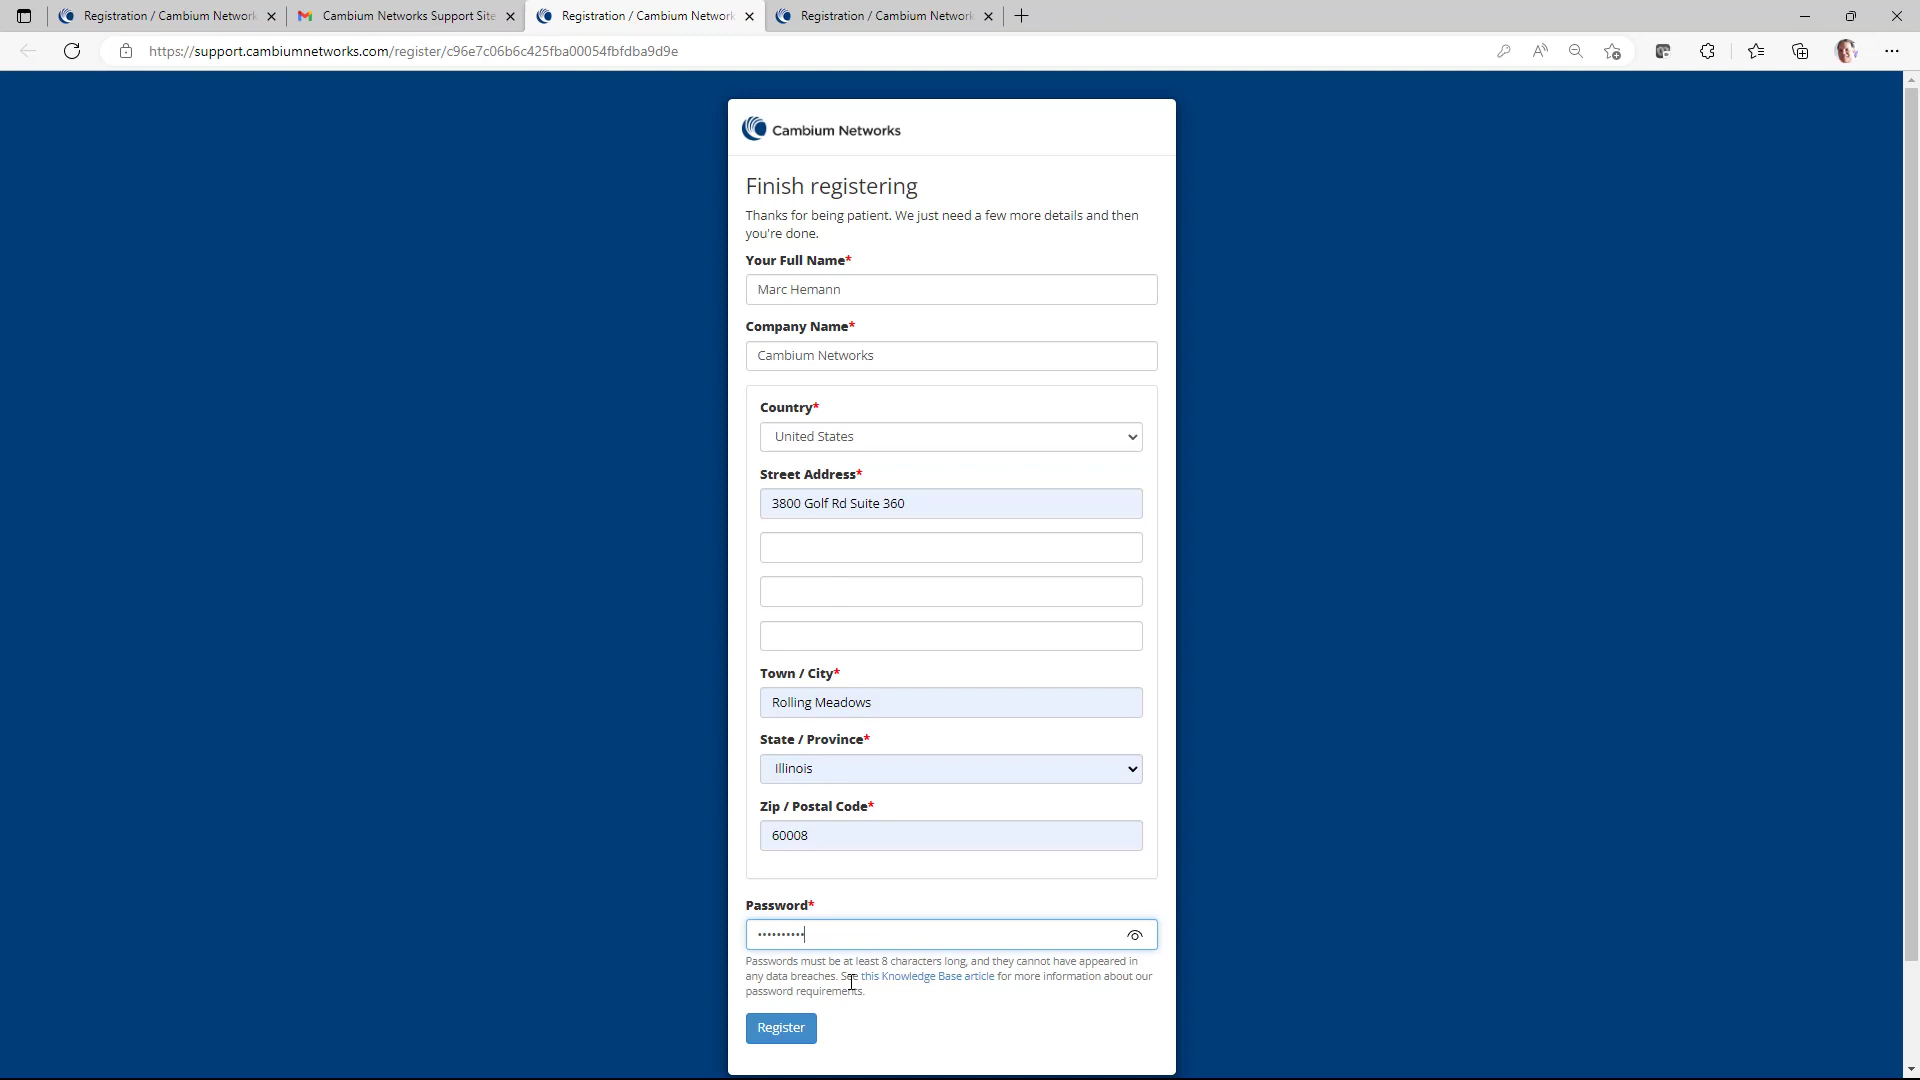 Registration / Cambium Network
Cambium Networks Support Site
Registration / Cambium Network
Registration / Cambium Network
https://support.cambiumnetworks.com/register/c96e7c06b6c425fba00054fbfdba9d9e
Cambium Networks
Finish registering
Thanks for being patient. We just need a few more details and then
you're done.
Your Full Name*
Marc Hemann
Company Name*
Cambium Networks
Country*
United States
Street Address*
3800 Golf Rd Suite 360
Town / City*
Rolling Meadows
State / Province*
Illinois
Zip / Postal Code*
60008
Password*
••••••••••
Passwords must be at least 8 characters long, and they cannot have appeared in
any data breaches. See this Knowledge Base article for more information about our
password requirements.
Register